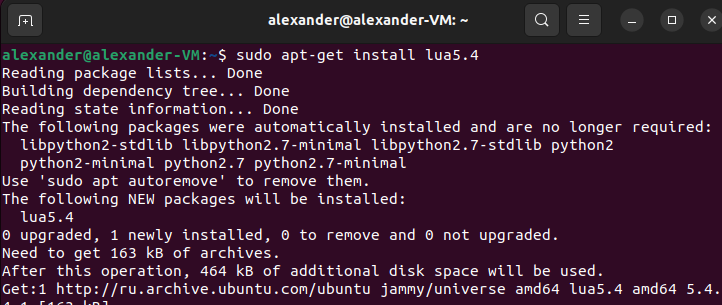 alexander@alexander-VM: ~
alexander@alexander-VM:~$ sudo apt-get install lua5.4
Reading package lists... Done
Building dependency tree... Done
Reading state information... Done
The following packages were automatically installed and are no longer required:
  libpython2-stdlib libpython2.7-minimal libpython2.7-stdlib python2
  python2-minimal python2.7 python2.7-minimal
Use 'sudo apt autoremove' to remove them.
The following NEW packages will be installed:
  lua5.4
0 upgraded, 1 newly installed, 0 to remove and 0 not upgraded.
Need to get 163 kB of archives.
After this operation, 464 kB of additional disk space will be used.
Get:1 http://ru.archive.ubuntu.com/ubuntu jammy/universe amd64 lua5.4 amd64 5.4.
4-1 [163 kB]